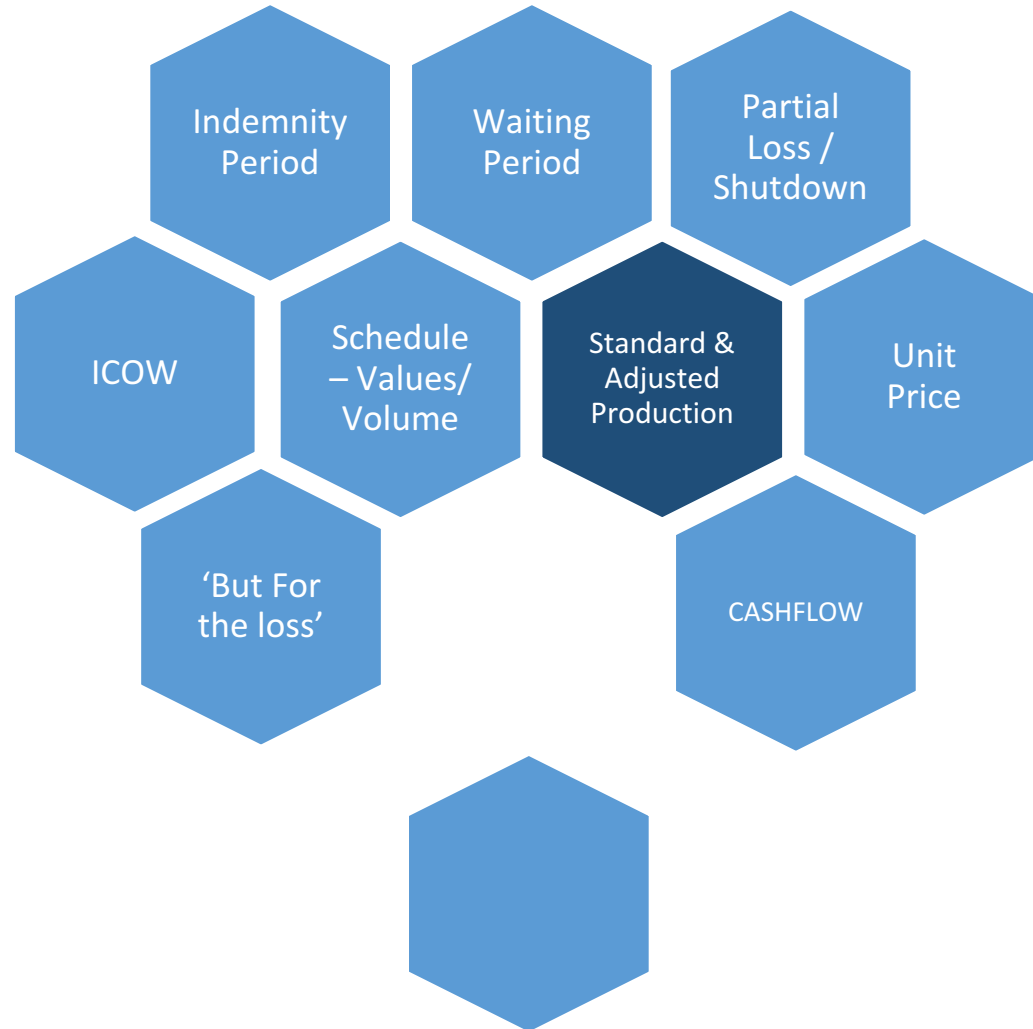 Indemnity
Period
Waiting
Period
Partial
Loss /
Shutdown
ICOW
Schedule
– Values/
Volume
Standard &
Adjusted
Production
Unit
Price
‘But For
the loss’
CASHFLOW